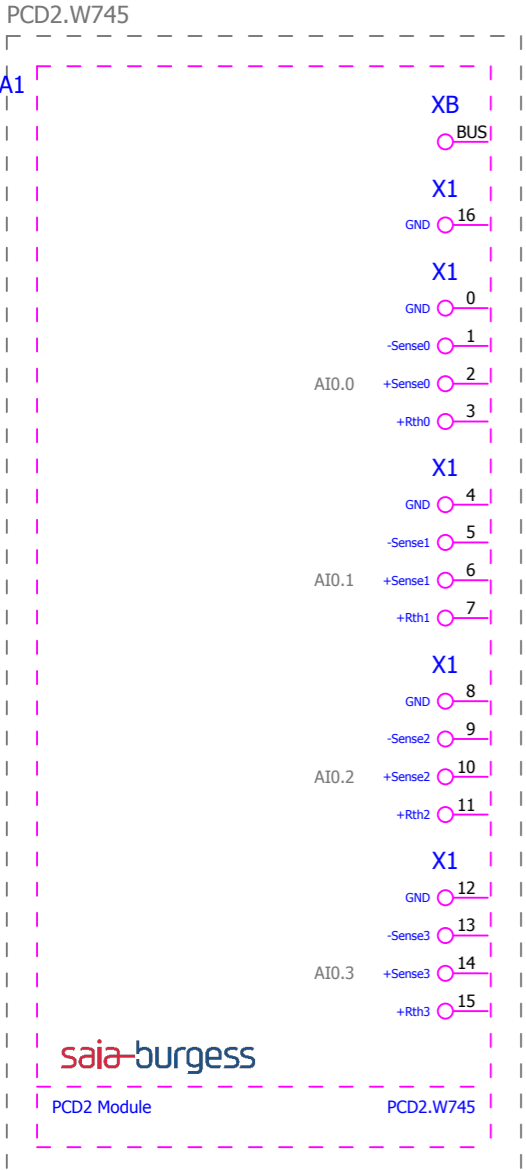 PCD2.W745
A1
XB
BUS
X1
GND 16
X1
GND 0
-Sense0 1
AI0.0 +Sense0 2
+Rth0 3
X1
GND 4
-Sense1 5
AI0.1 +Sense1 6
+Rth1 7
X1
GND 8
-Sense2 9
AI0.2 +Sense2 10
+Rth2 11
X1
GND 12
-Sense3 13
AI0.3 +Sense3 14
+Rth3 15
saia-burgess
PCD2 Module PCD2.W745